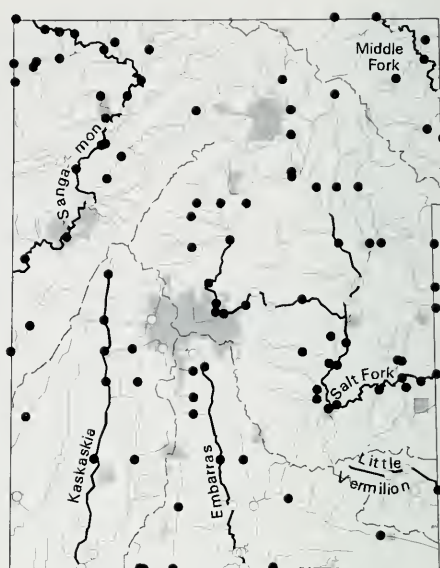 Middle
Fork
Sanga mon
Salt Fork
Kaskaskia
Embarras
Little
Vermilion